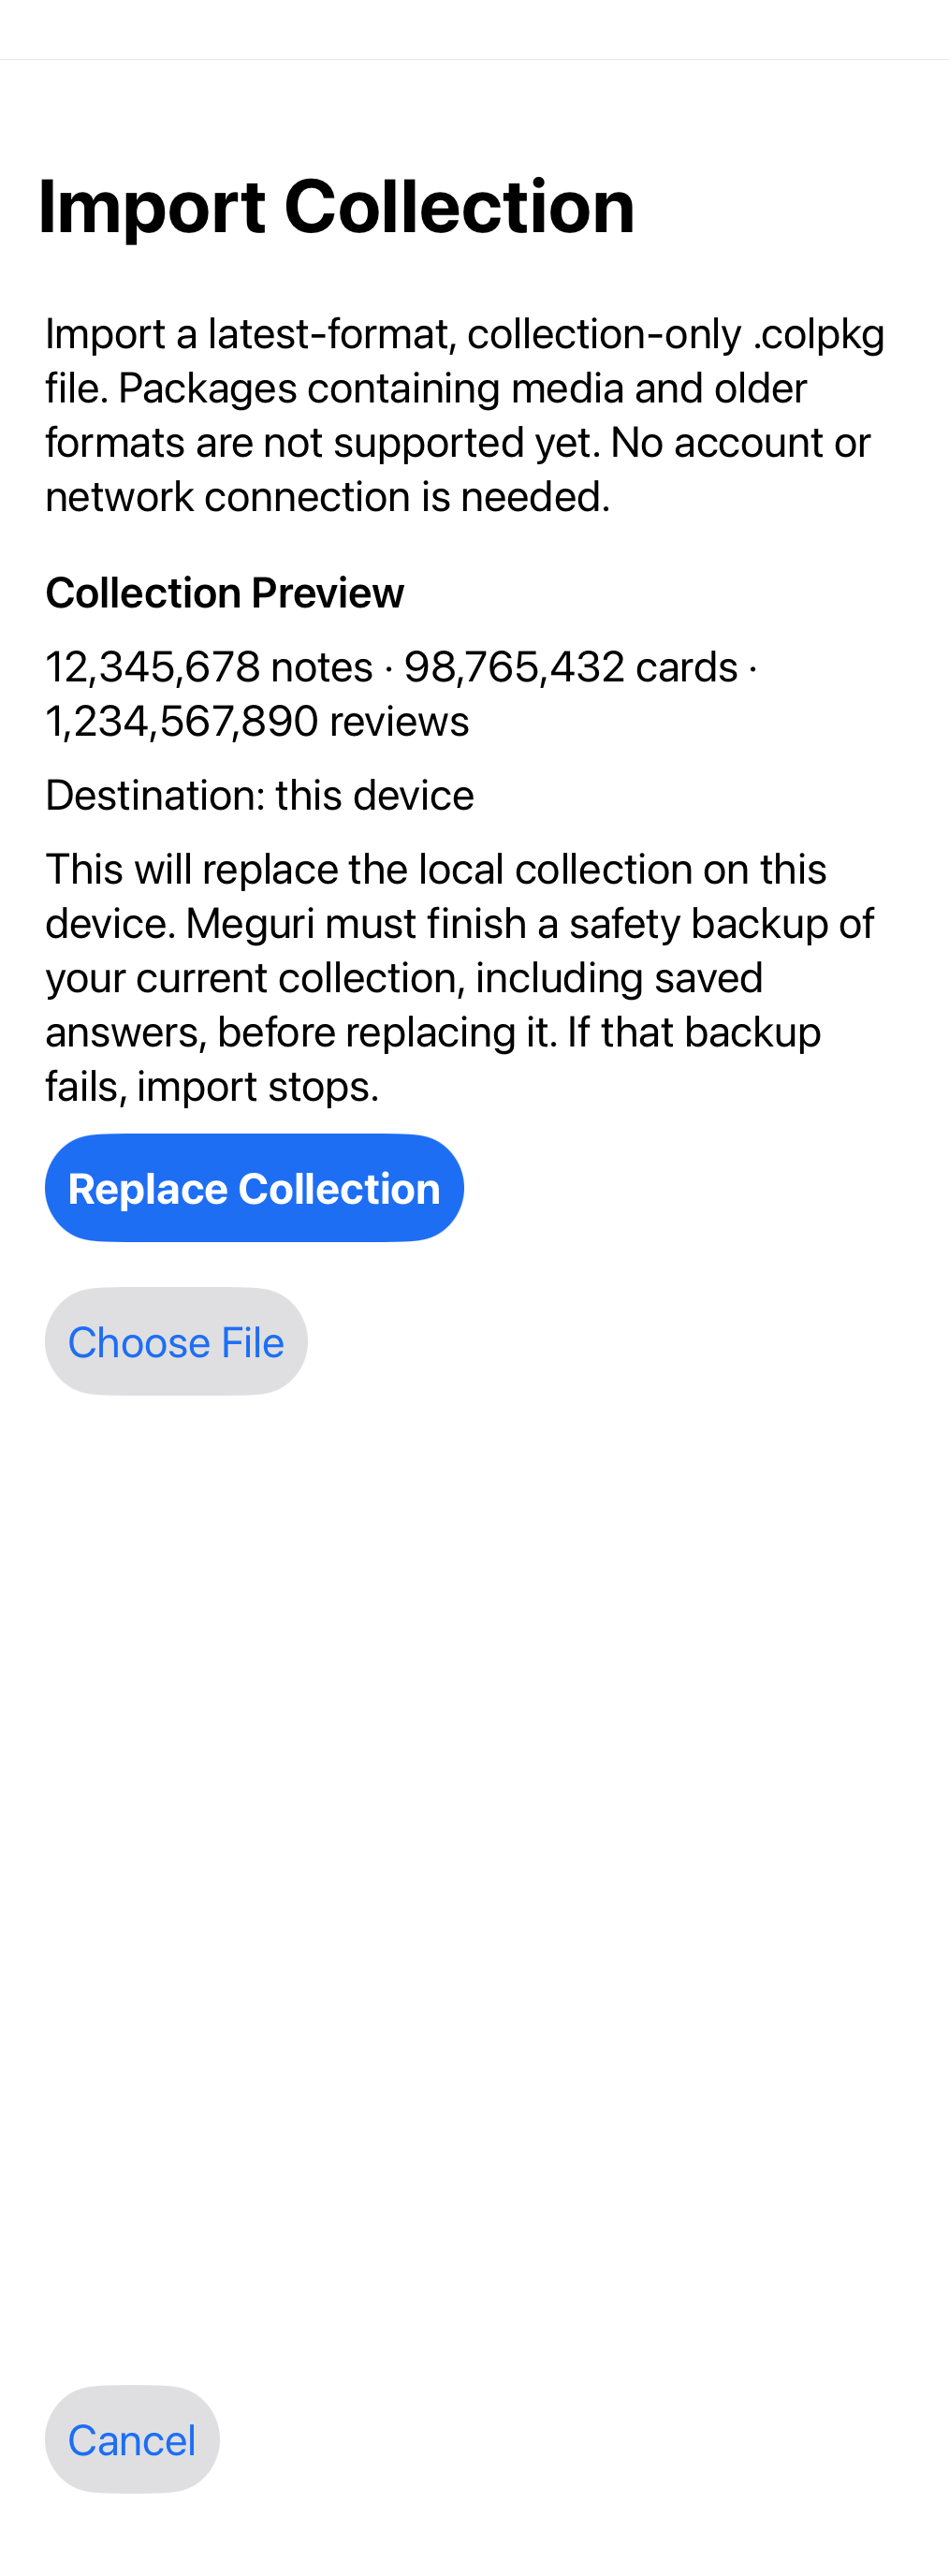 Import Collection
Import a latest-format, collection-only .colpkg
file. Packages containing media and older
formats are not supported yet. No account or
network connection is needed.
Collection Preview
12,345,678 notes · 98,765,432 cards ·
1,234,567,890 reviews
Destination: this device
This will replace the local collection on this
device. Meguri must finish a safety backup of
your current collection, including saved
answers, before replacing it. If that backup
fails, import stops.
Replace Collection
Choose File
Cancel